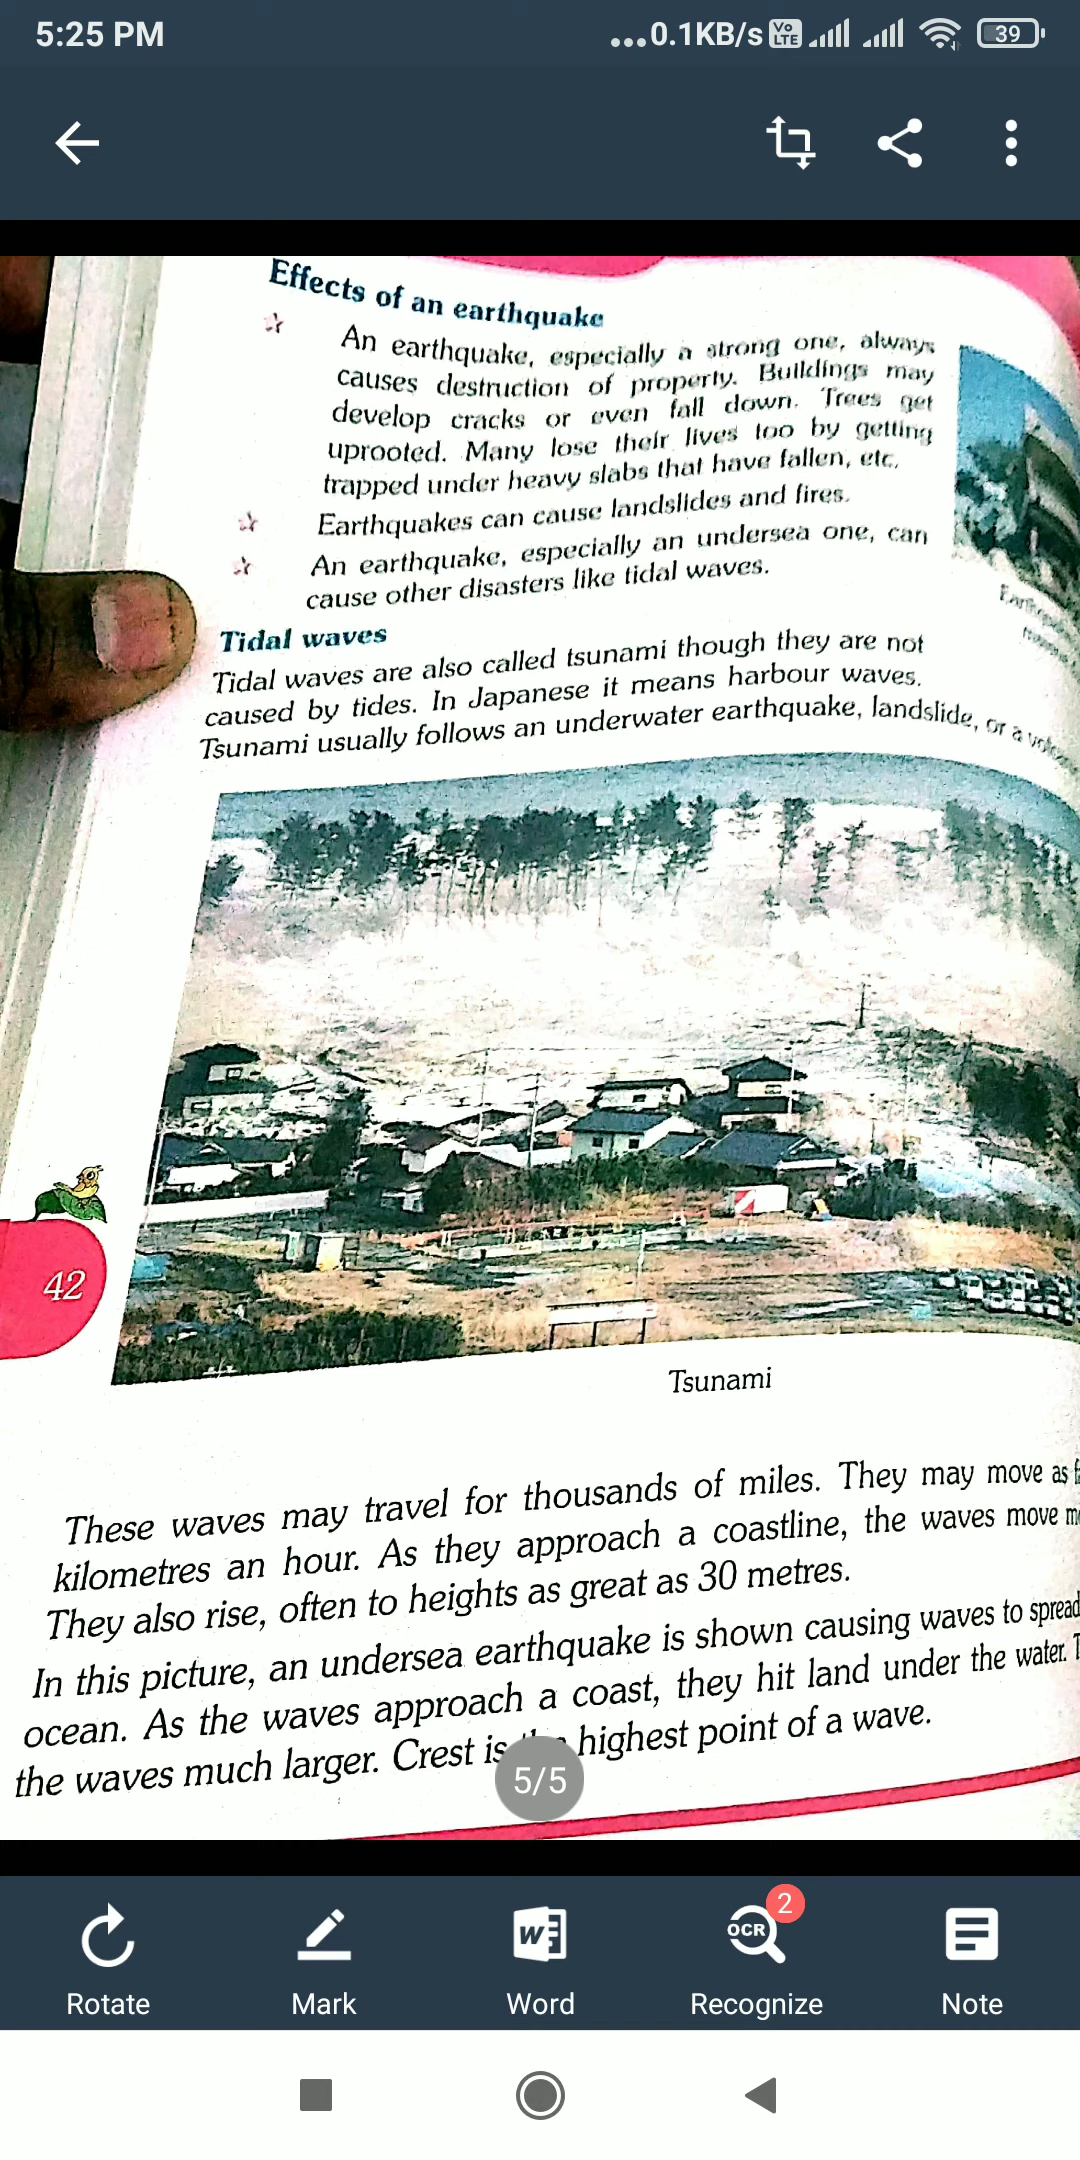 5:25 PM
...0.1KB/s Vo LTE 39
Effects of an earthquake
An earthquake, especially a strong one, always
causes destruction of property. Buildings may
develop cracks or even fall down. Trees get
uprooted. Many lose their lives too by getting
trapped under heavy slabs that have fallen, etc.
Earthquakes can cause landslides and fires.
An earthquake, especially an undersea one, can
cause other disasters like tidal waves.
Tidal waves
Tidal waves are also called tsunami though they are not
caused by tides. In Japanese it means harbour waves.
Tsunami usually follows an underwater earthquake, landslide, or a
42
Tsunami
These waves may travel for thousands of miles. They may move as
kilometres an hour. As they approach a coastline, the waves move
They also rise, often to heights as great as 30 metres.
In this picture, an undersea earthquake is shown causing waves to spread
ocean. As the waves approach a coast, they hit land under the water.
the waves much larger. Crest is highest point of a wave.
5/5
OCR 2
W
Rotate Mark Word Recognize Note